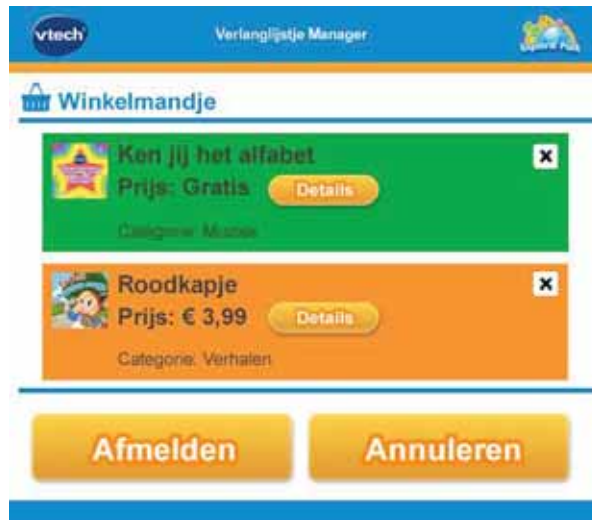 vtech
Verlanglijstje Manager
Winkelmandje
Ken jij het alfabet
Prijs: Gratis
Details
Categorie: Muziek
Roodkapje
Prijs: € 3,99
Details
Categorie: Verhalen
Afmelden
Annuleren